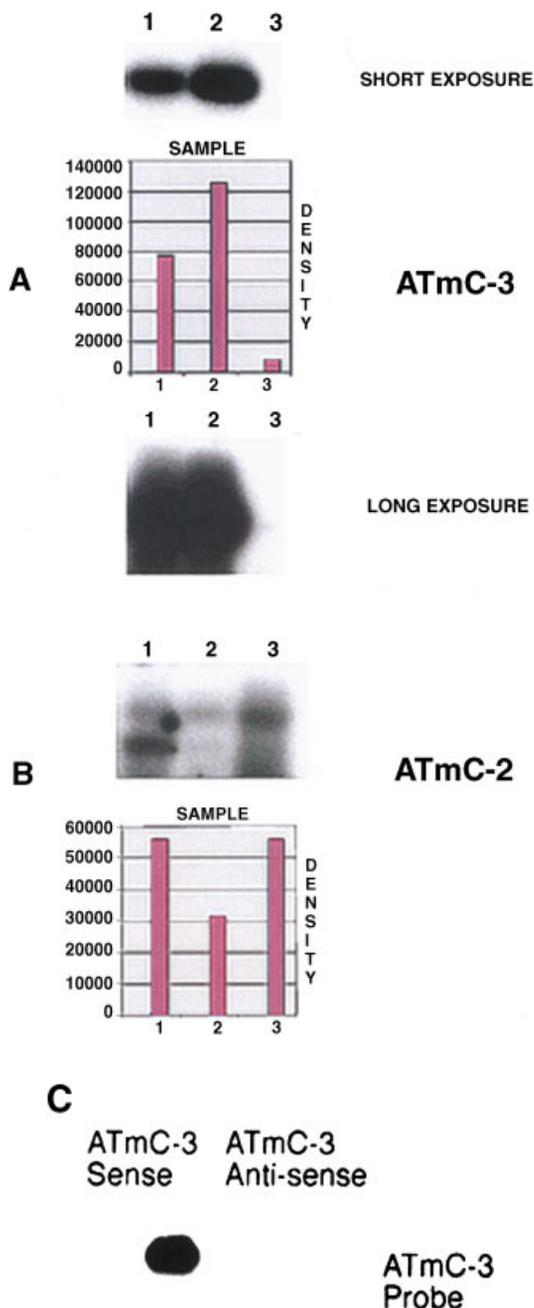 1 2 3
SHORT EXPOSURE
SAMPLE
140000
120000
100000
80000
60000
40000
20000
0
DENSITY
1 2 3
A
ATmC-3
1 2 3
LONG EXPOSURE
1 2 3
B
ATmC-2
SAMPLE
60000
50000
40000
30000
20000
10000
0
DENSITY
1 2 3
C
ATmC-3 ATmC-3
Sense Anti-sense
ATmC-3
Probe